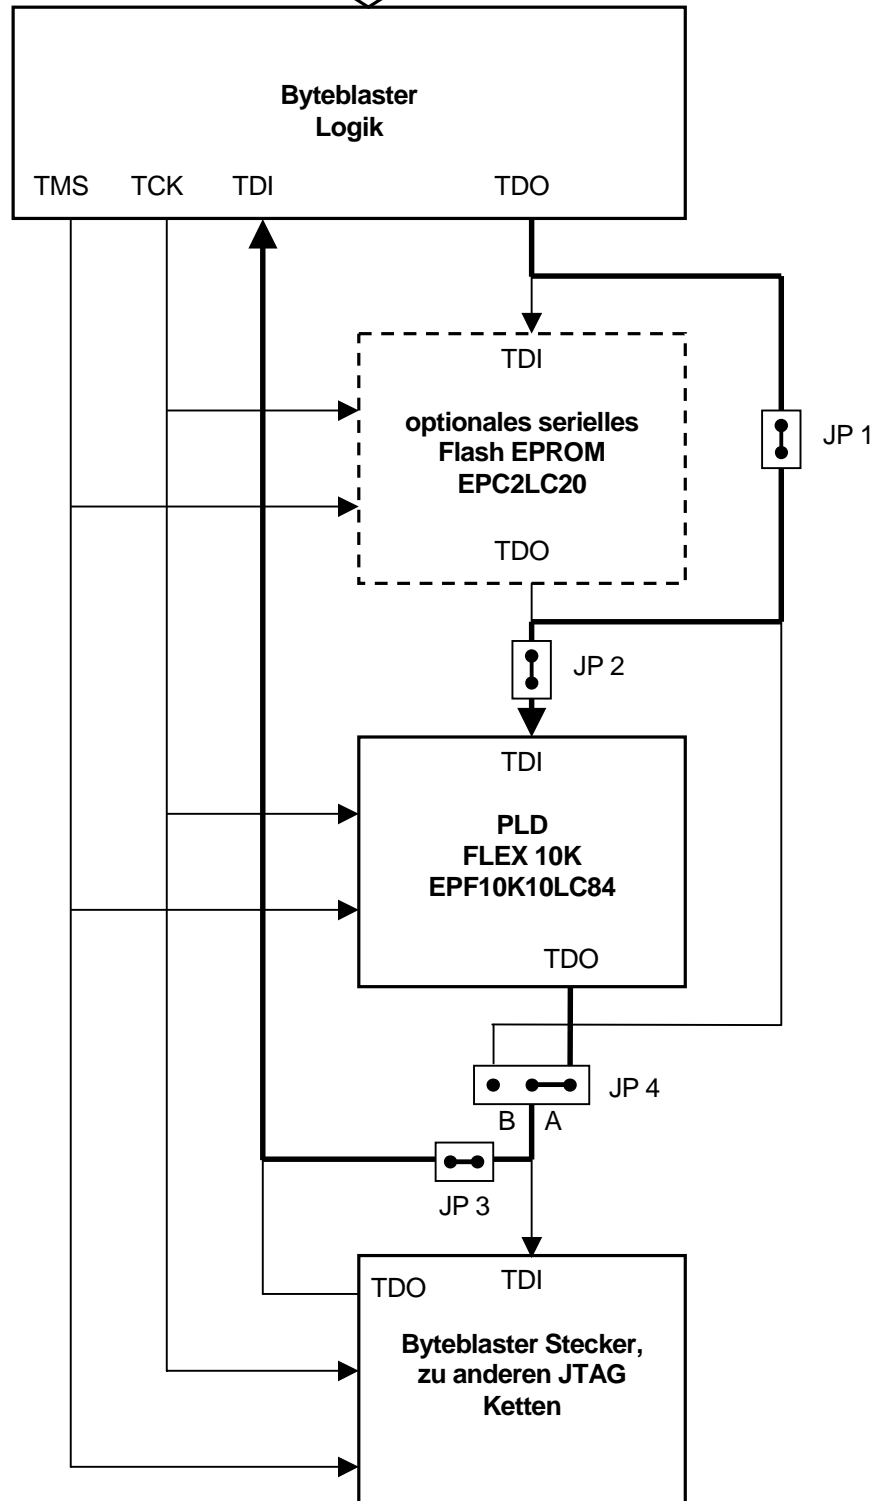 Byteblaster
Logik
TMS TCK TDI TDO
TDI
optionales serielles
Flash EPROM
EPC2LC20
TDO
JP 1
JP 2
TDI
PLD
FLEX 10K
EPF10K10LC84
TDO
JP 4
B A
JP 3
TDO TDI
Byteblaster Stecker,
zu anderen JTAG
Ketten